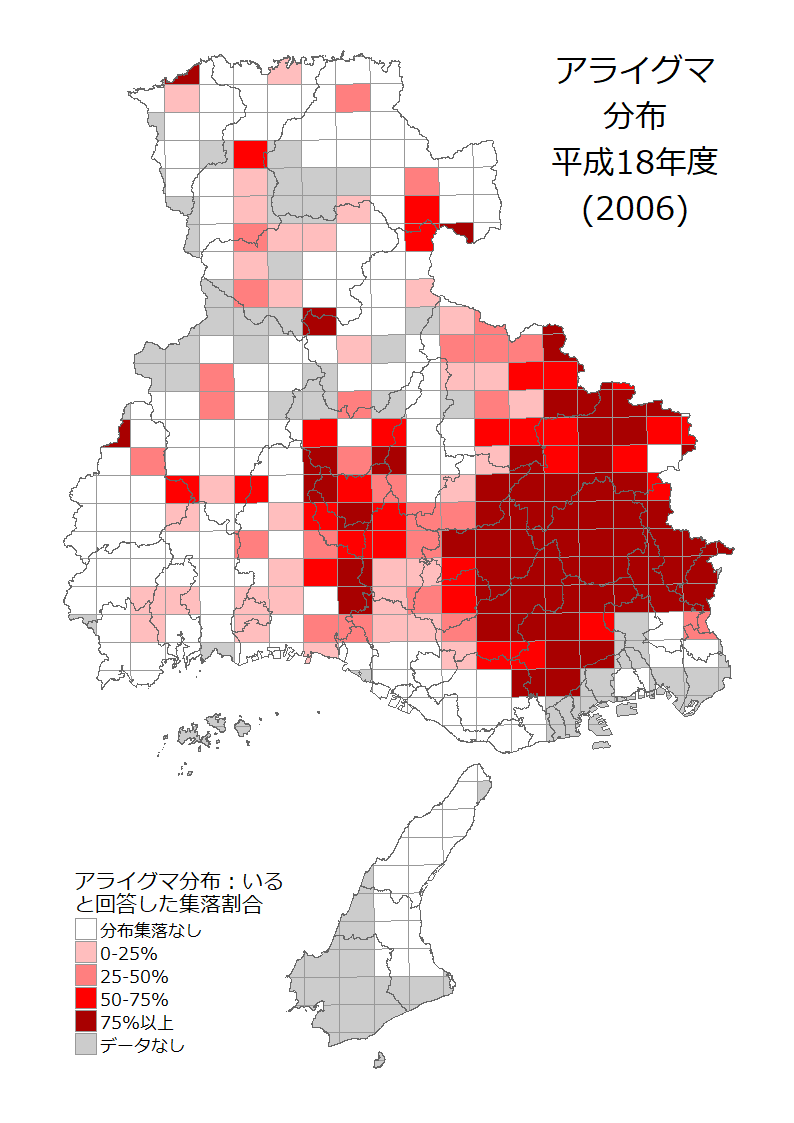 アライグマ
分布
平成18年度
(2006)
アライグマ分布：いる
と回答した集落割合
分布集落なし
0-25%
25-50%
50-75%
75%以上
データなし